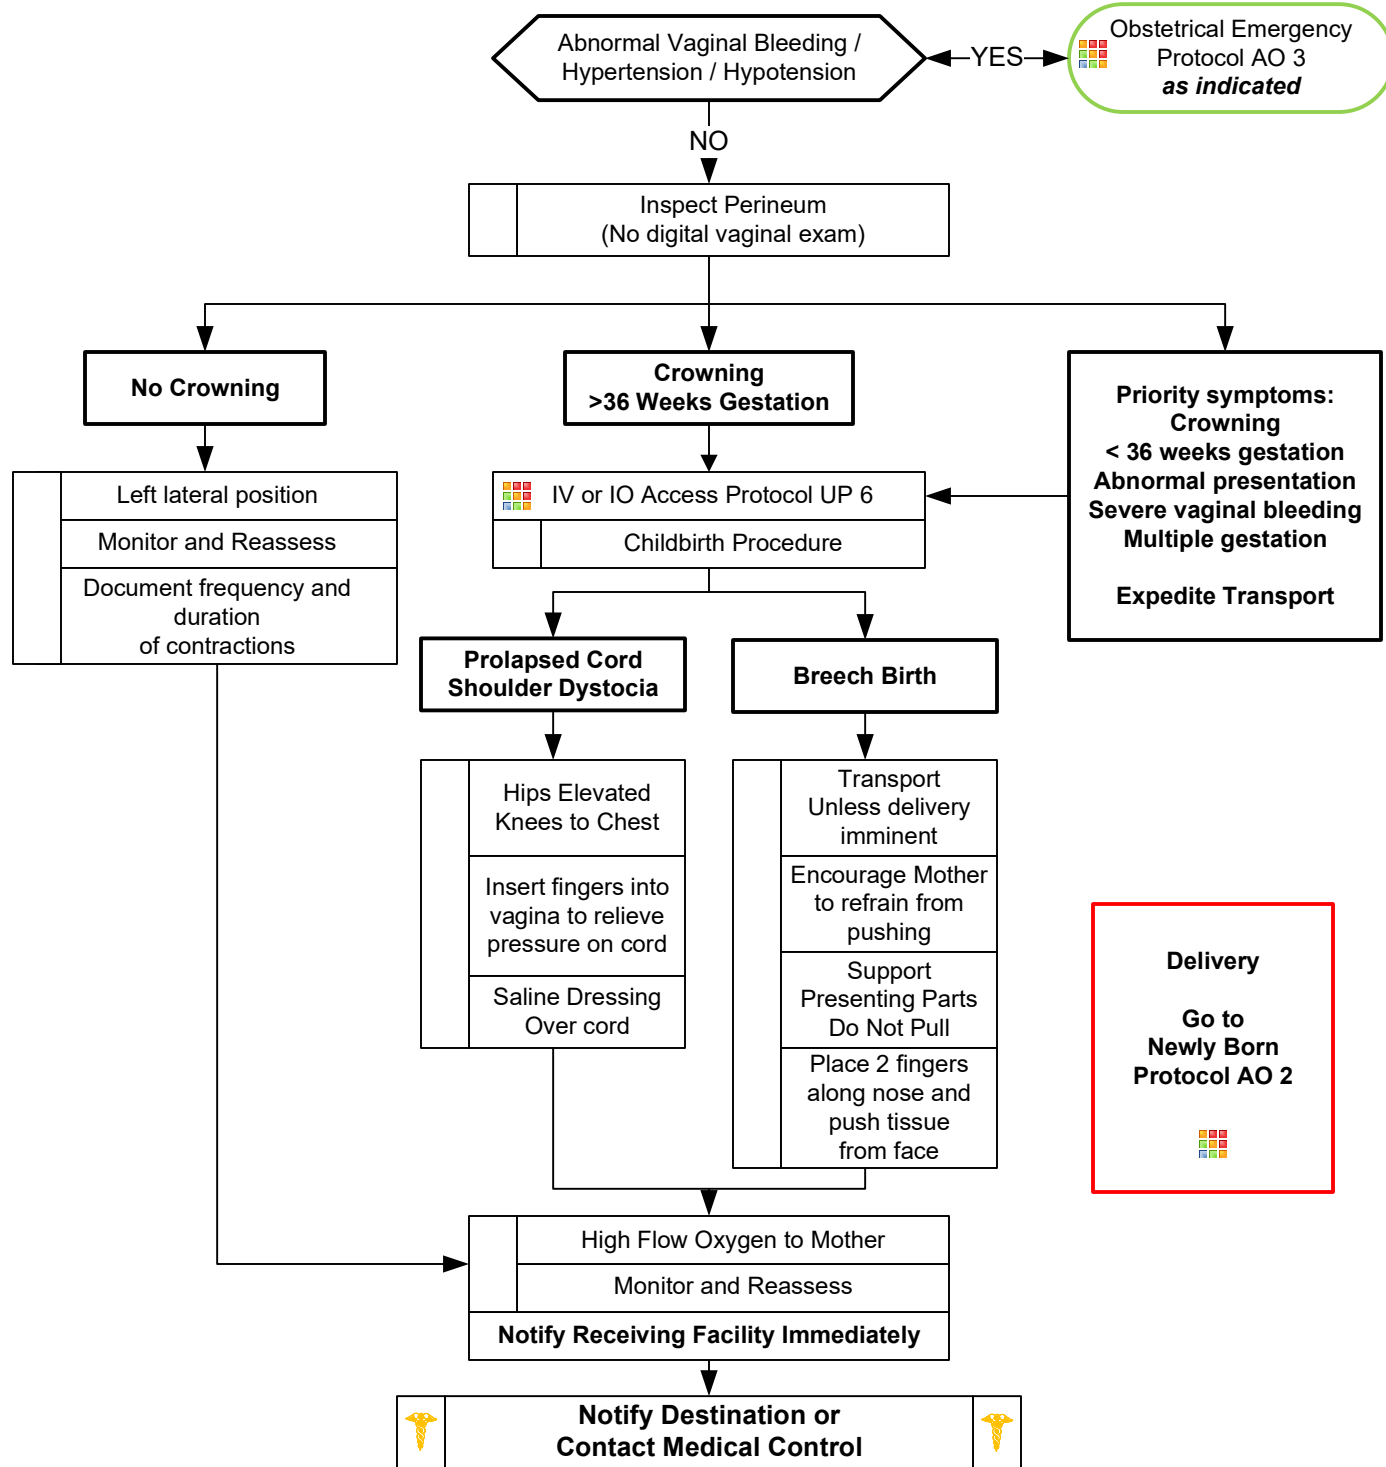 Abnormal Vaginal Bleeding /
Hypertension / Hypotension
YES
Obstetrical Emergency
Protocol AO 3
as indicated
NO
Inspect Perineum
(No digital vaginal exam)
No Crowning
Crowning
>36 Weeks Gestation
Priority symptoms:
Crowning
< 36 weeks gestation
Abnormal presentation
Severe vaginal bleeding
Multiple gestation
Expedite Transport
Left lateral position
Monitor and Reassess
Document frequency and
duration
of contractions
IV or IO Access Protocol UP 6
Childbirth Procedure
Prolapsed Cord
Shoulder Dystocia
Breech Birth
Hips Elevated
Knees to Chest
Insert fingers into
vagina to relieve
pressure on cord
Saline Dressing
Over cord
Transport
Unless delivery
imminent
Encourage Mother
to refrain from
pushing
Support
Presenting Parts
Do Not Pull
Place 2 fingers
along nose and
push tissue
from face
Delivery
Go to
Newly Born
Protocol AO 2
High Flow Oxygen to Mother
Monitor and Reassess
Notify Receiving Facility Immediately
Notify Destination or
Contact Medical Control